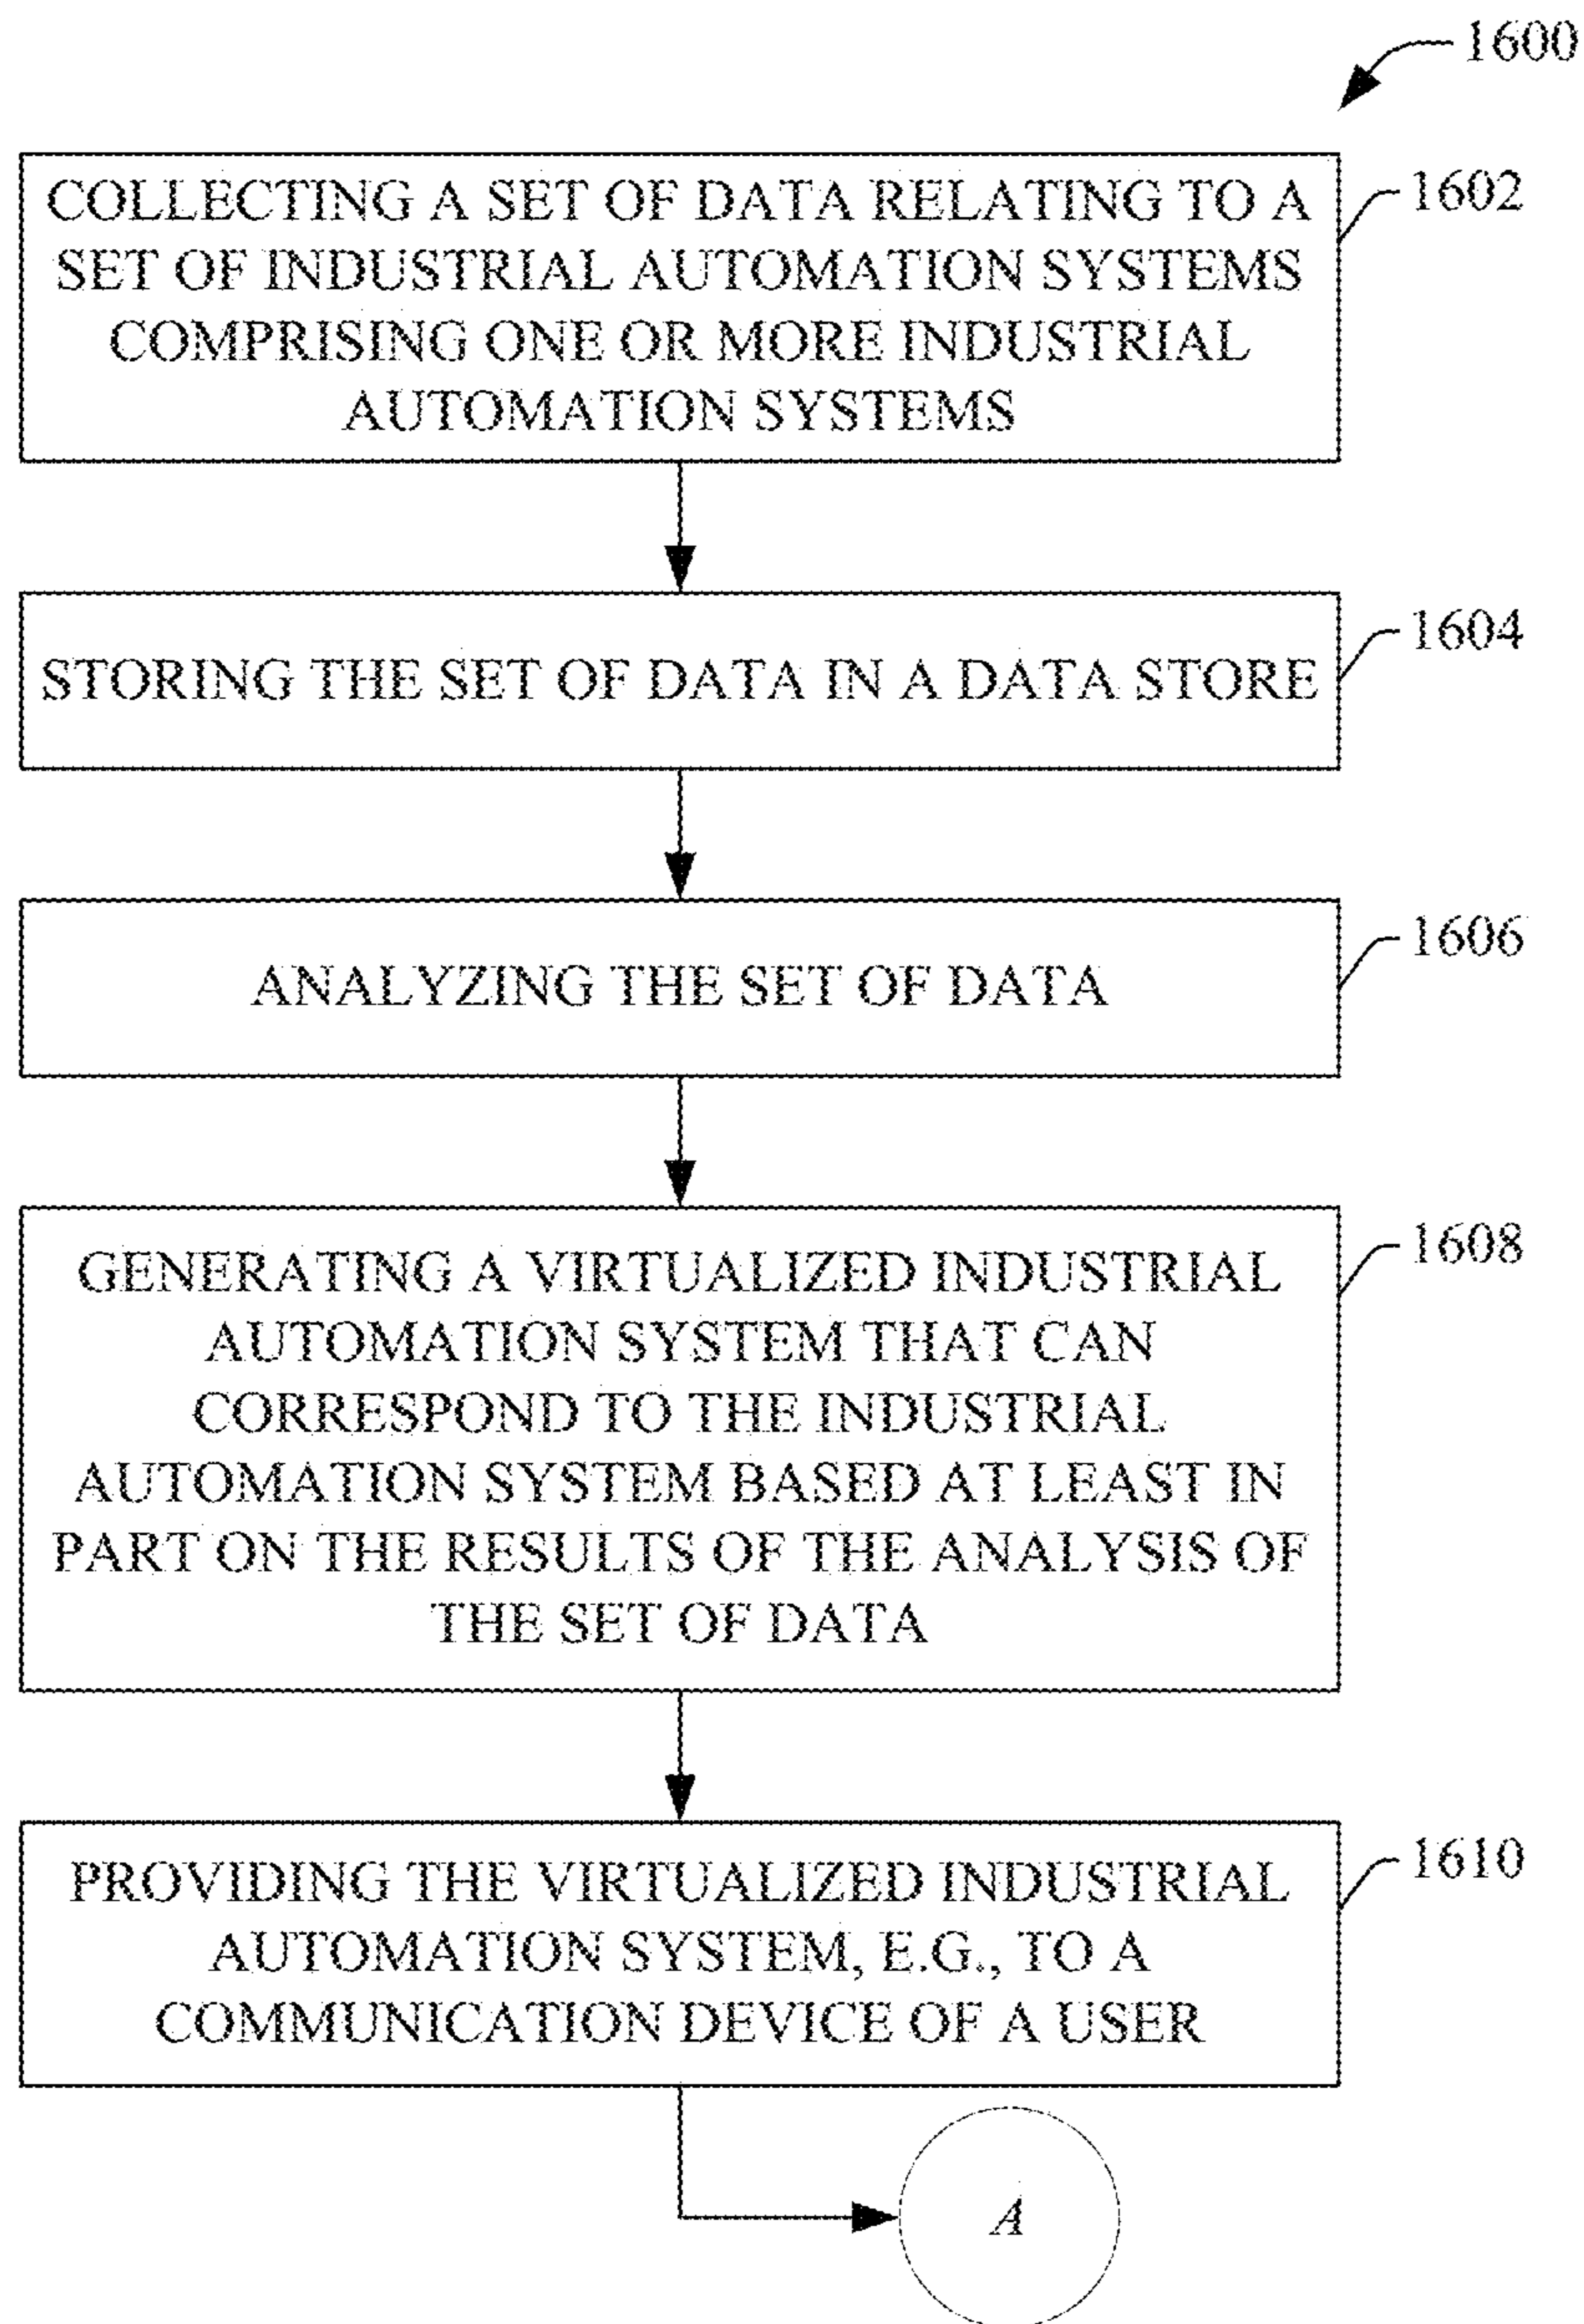 1600
COLLECTING A SET OF DATA RELATING TO A
SET OF INDUSTRIAL AUTOMATION SYSTEMS
COMPRISING ONE OR MORE INDUSTRIAL
AUTOMATION SYSTEMS
1602
STORING THE SET OF DATA IN A DATA STORE
1604
ANALYZING THE SET OF DATA
1606
GENERATING A VIRTUALIZED INDUSTRIAL
AUTOMATION SYSTEM THAT CAN
CORRESPOND TO THE INDUSTRIAL
AUTOMATION SYSTEM BASED AT LEAST IN
PART ON THE RESULTS OF THE ANALYSIS OF
THE SET OF DATA
1608
PROVIDING THE VIRTUALIZED INDUSTRIAL
AUTOMATION SYSTEM, E.G., TO A
COMMUNICATION DEVICE OF A USER
1610
A